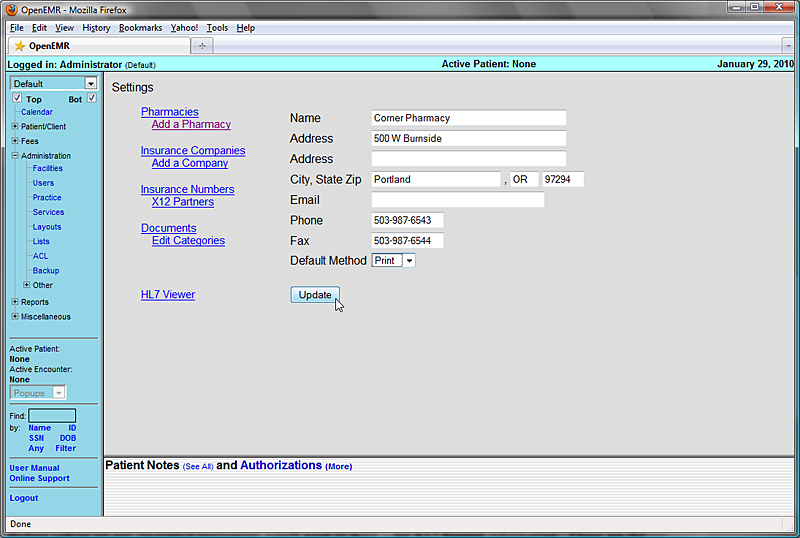 OpenEMR - Mozilla Firefox
File Edit View History Bookmarks Yahoo! Tools Help
OpenEMR
Logged in: Administrator (Default) Active Patient: None January 29, 2010
Default
Top Bot
Calendar
Patient/Client
Fees
Administration
Facilities
Users
Practice
Services
Layouts
Lists
ACL
Backup
Other
Reports
Miscellaneous
Active Patient:
None
Active Encounter:
None
Popups
Find:
by: Name ID
SSN DOB
Any Filter
User Manual
Online Support
Logout
Settings
Pharmacies
Add a Pharmacy
Insurance Companies
Add a Company
Insurance Numbers
X12 Partners
Documents
Edit Categories
HL7 Viewer
Name Corner Pharmacy
Address 500 W Burnside
Address
City, State Zip Portland , OR 97294
Email
Phone 503-987-6543
Fax 503-987-6544
Default Method Print
Update
Patient Notes (See All) and Authorizations (More)
Done